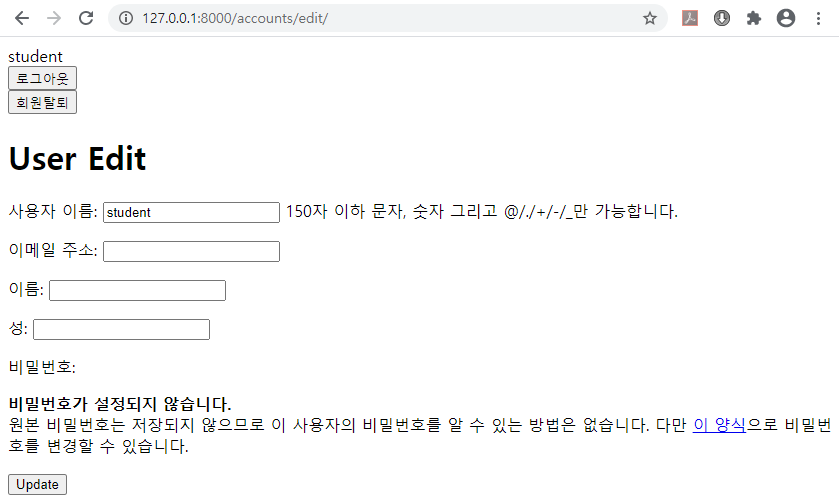 127.0.0.1:8000/accounts/edit/
student
로그아웃
회원탈퇴
User Edit
사용자 이름: student 150자 이하 문자, 숫자 그리고 @/./+/-/_만 가능합니다.
이메일 주소:
이름:
성:
비밀번호:
비밀번호가 설정되지 않습니다.
원본 비밀번호는 저장되지 않으므로 이 사용자의 비밀번호를 알 수 있는 방법은 없습니다. 다만 이 양식으로 비밀번
호를 변경할 수 있습니다.
Update